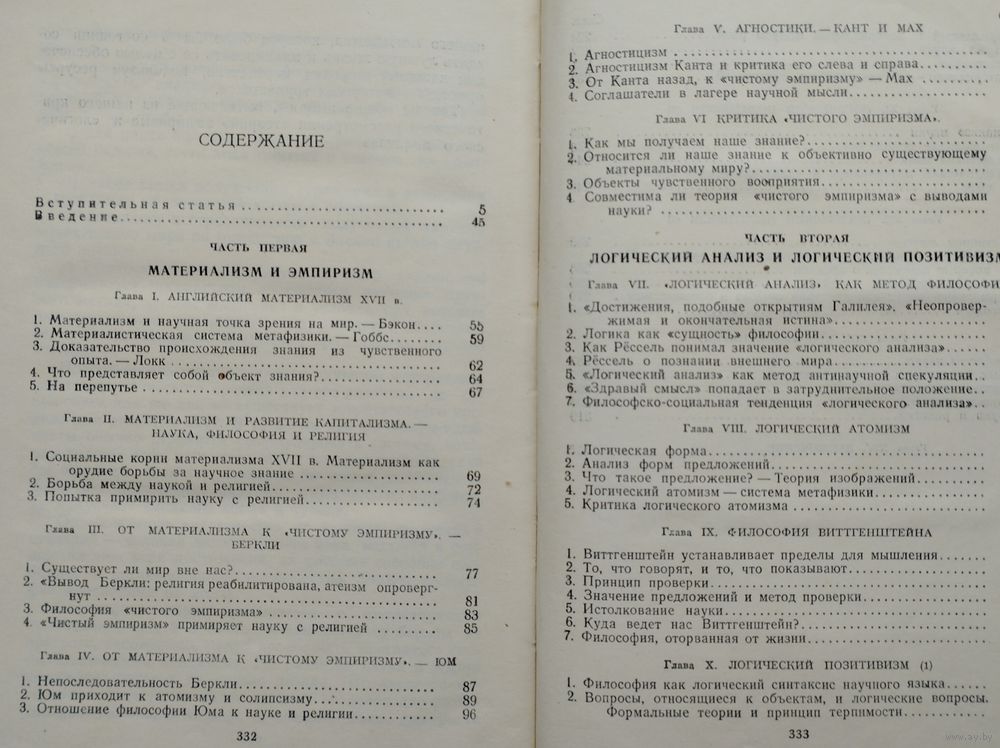 СОДЕРЖАНИЕ
Вступительная статья . . . . . . . . . . . . . . . . . . . . 5
Введение . . . . . . . . . . . . . . . . . . . . . . . . . . . . 45
ЧАСТЬ ПЕРВАЯ
МАТЕРИАЛИЗМ И ЭМПИРИЗМ
Глава I. АНГЛИЙСКИЙ МАТЕРИАЛИЗМ XVII в.
1. Материализм и научная точка зрения на мир. — Бэкон . . . . 55
2. Материалистическая система метафизики. — Гоббс . . . . . . . 59
3. Доказательство происхождения знания из чувственного
опыта. — Локк . . . . . . . . . . . . . . . . . . . . . . . 62
4. Что представляет собой объект знания? . . . . . . . . . . . . 64
5. На перепутье . . . . . . . . . . . . . . . . . . . . . . . . . . 67
Глава II. МАТЕРИАЛИЗМ И РАЗВИТИЕ КАПИТАЛИЗМА. —
НАУКА, ФИЛОСОФИЯ И РЕЛИГИЯ
1. Социальные корни материализма XVII в. Материализм как
орудие борьбы за научное знание . . . . . . . . . . . . . 69
2. Борьба между наукой и религией . . . . . . . . . . . . . . . . 72
3. Попытка примирить науку с религией . . . . . . . . . . . . . 74
Глава III. ОТ МАТЕРИАЛИЗМА К «ЧИСТОМУ ЭМПИРИЗМУ». —
БЕРКЛИ
1. Существует ли мир вне нас? . . . . . . . . . . . . . . . . . . 77
2. «Вывод Беркли: религия реабилитирована, атеизм опроверг-
нут . . . . . . . . . . . . . . . . . . . . . . . . . . . . . 81
3. Философия «чистого эмпиризма» . . . . . . . . . . . . . . . . 83
4. «Чистый эмпиризм» примиряет науку с религией . . . . . . . . . 85
Глава IV. ОТ МАТЕРИАЛИЗМА К «ЧИСТОМУ ЭМПИРИЗМУ». — ЮМ
1. Непоследовательность Беркли . . . . . . . . . . . . . . . . . . 87
2. Юм приходит к атомизму и солипсизму . . . . . . . . . . . . . 89
3. Отношение философии Юма к науке и религии . . . . . . . . . . 96
332
Глава V. АГНОСТИКИ. — КАНТ И МАХ
1. Агностицизм . . . . . . . . . . . . . . . . . . . . . . . . . .
2. Агностицизм Канта и критика его слева и справа . . . . . . . .
3. От Канта назад, к «чистому эмпиризму» — Мах . . . . . . . . .
4. Соглашатели в лагере научной мысли . . . . . . . . . . . . . .
Глава VI КРИТИКА «ЧИСТОГО ЭМПИРИЗМА».
1. Как мы получаем наше знание? . . . . . . . . . . . . . . . . .
2. Относится ли наше знание к объективно существующему
материальному миру? . . . . . . . . . . . . . . . . . . . .
3. Объекты чувственного восприятия . . . . . . . . . . . . . . . .
4. Совместима ли теория «чистого эмпиризма» с выводами
науки? . . . . . . . . . . . . . . . . . . . . . . . . . . .
ЧАСТЬ ВТОРАЯ
ЛОГИЧЕСКИЙ АНАЛИЗ И ЛОГИЧЕСКИЙ ПОЗИТИВИЗМ
Глава VII. «ЛОГИЧЕСКИЙ АНАЛИЗ» КАК МЕТОД ФИЛОСОФИ
1. «Достижения, подобные открытиям Галилея». «Неопровер-
жимая и окончательная истина» . . . . . . . . . . . . . . .
2. Логика как «сущность» философии . . . . . . . . . . . . . . . .
3. Как Рёссель понимал значение «логического анализа» . . . . .
4. Рёссель о познании внешнего мира . . . . . . . . . . . . . . .
5. «Логический анализ» как метод антинаучной спекуляции . . .
6. «Здравый смысл» попадает в затруднительное положение . . .
7. Философско-социальная тенденция «логического анализа» . . .
Глава VIII. ЛОГИЧЕСКИЙ АТОМИЗМ
1. Логическая форма . . . . . . . . . . . . . . . . . . . . . . . .
2. Анализ форм предложений . . . . . . . . . . . . . . . . . . . .
3. Что такое предложение? — Теория изображений . . . . . . . . .
4. Логический атомизм — система метафизики . . . . . . . . . . .
5. Критика логического атомизма . . . . . . . . . . . . . . . . . .
Глава IX. ФИЛОСОФИЯ ВИТТГЕНШТЕЙНА
1. Виттгенштейн устанавливает пределы для мышления . . . . . .
2. То, что говорят, и то, что показывают . . . . . . . . . . . . .
3. Принцип проверки . . . . . . . . . . . . . . . . . . . . . . . .
4. Значение предложений и метод проверки . . . . . . . . . . . .
5. Истолкование науки . . . . . . . . . . . . . . . . . . . . . . .
6. Куда ведет нас Виттгенштейн? . . . . . . . . . . . . . . . . .
7. Философия, оторванная от жизни . . . . . . . . . . . . . . . .
Глава X. ЛОГИЧЕСКИЙ ПОЗИТИВИЗМ (1)
1. Философия как логический синтаксис научного языка . . . . .
2. Вопросы, относящиеся к объектам, и логические вопросы.
Формальные теории и принцип терпимости . . . . . . . . . .
333
www.ay.by